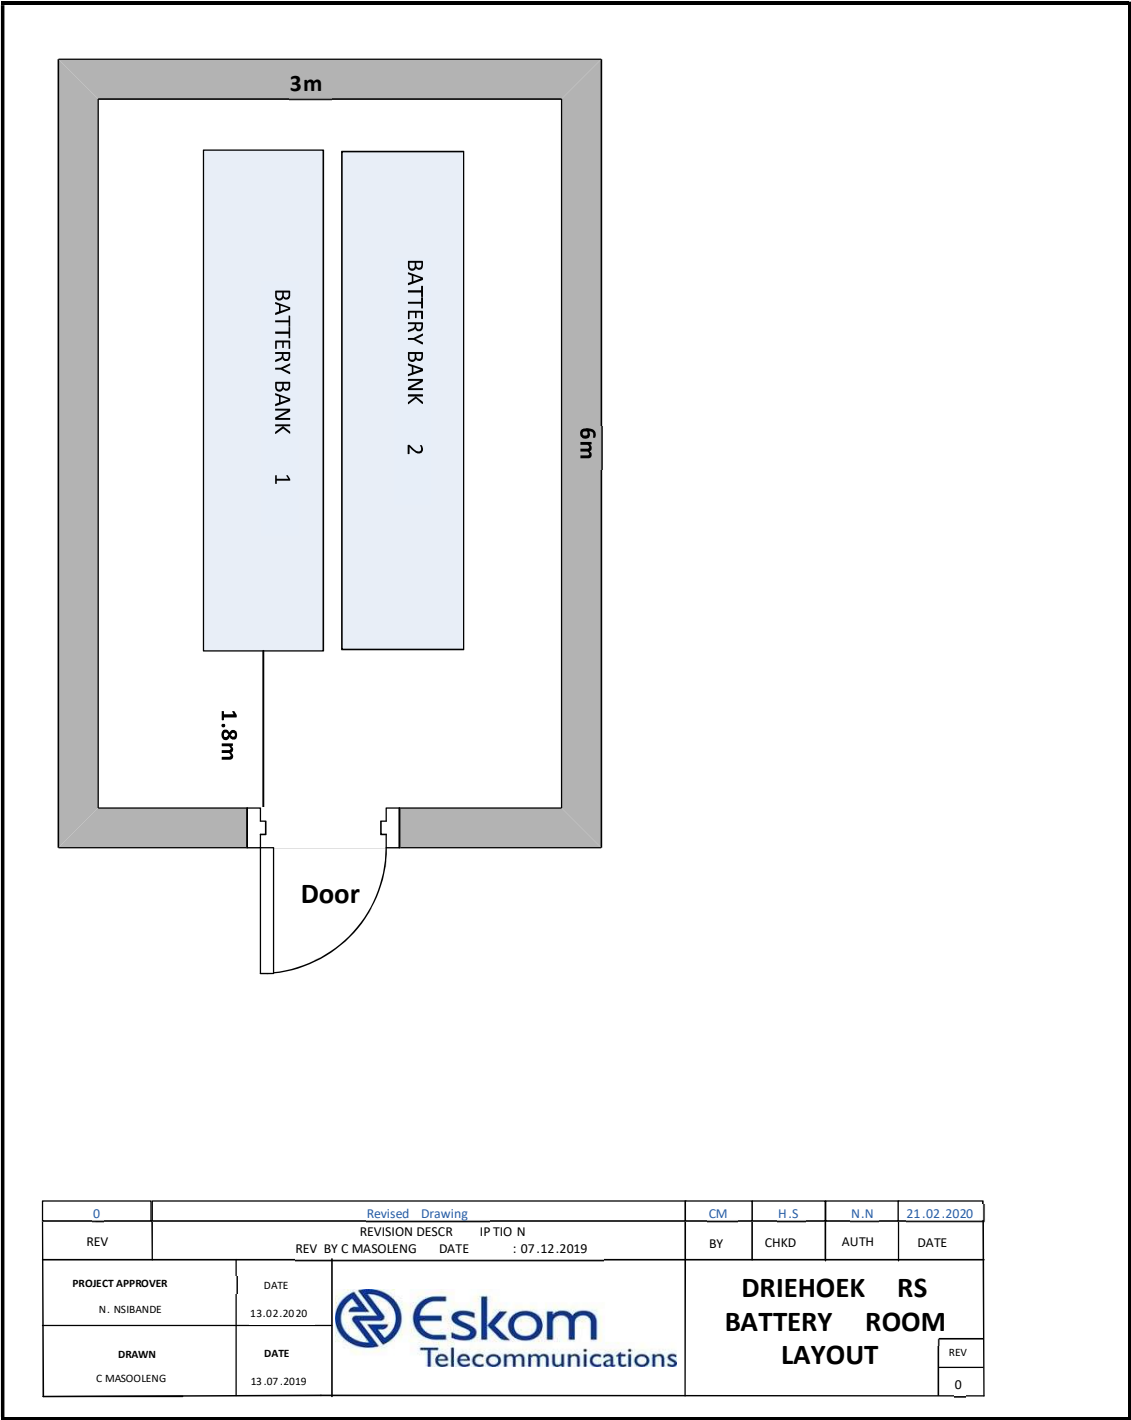 3m
BATTERY BANK 1
BATTERY BANK 2
6m
1.8m
Door
0 Revised Drawing CM H.S N.N 21.02.2020
REV REVISION DESCR IP TIO N BY CHKD AUTH DATE
REV BY C MASOLENG DATE : 07.12.2019
PROJECT APPROVER DATE
N. NSIBANDE 13.02.2020
DRAWN DATE
C MASOOLENG 13.07.2019
Eskom
Telecommunications
DRIEHOEK RS
BATTERY ROOM
LAYOUT
REV
0